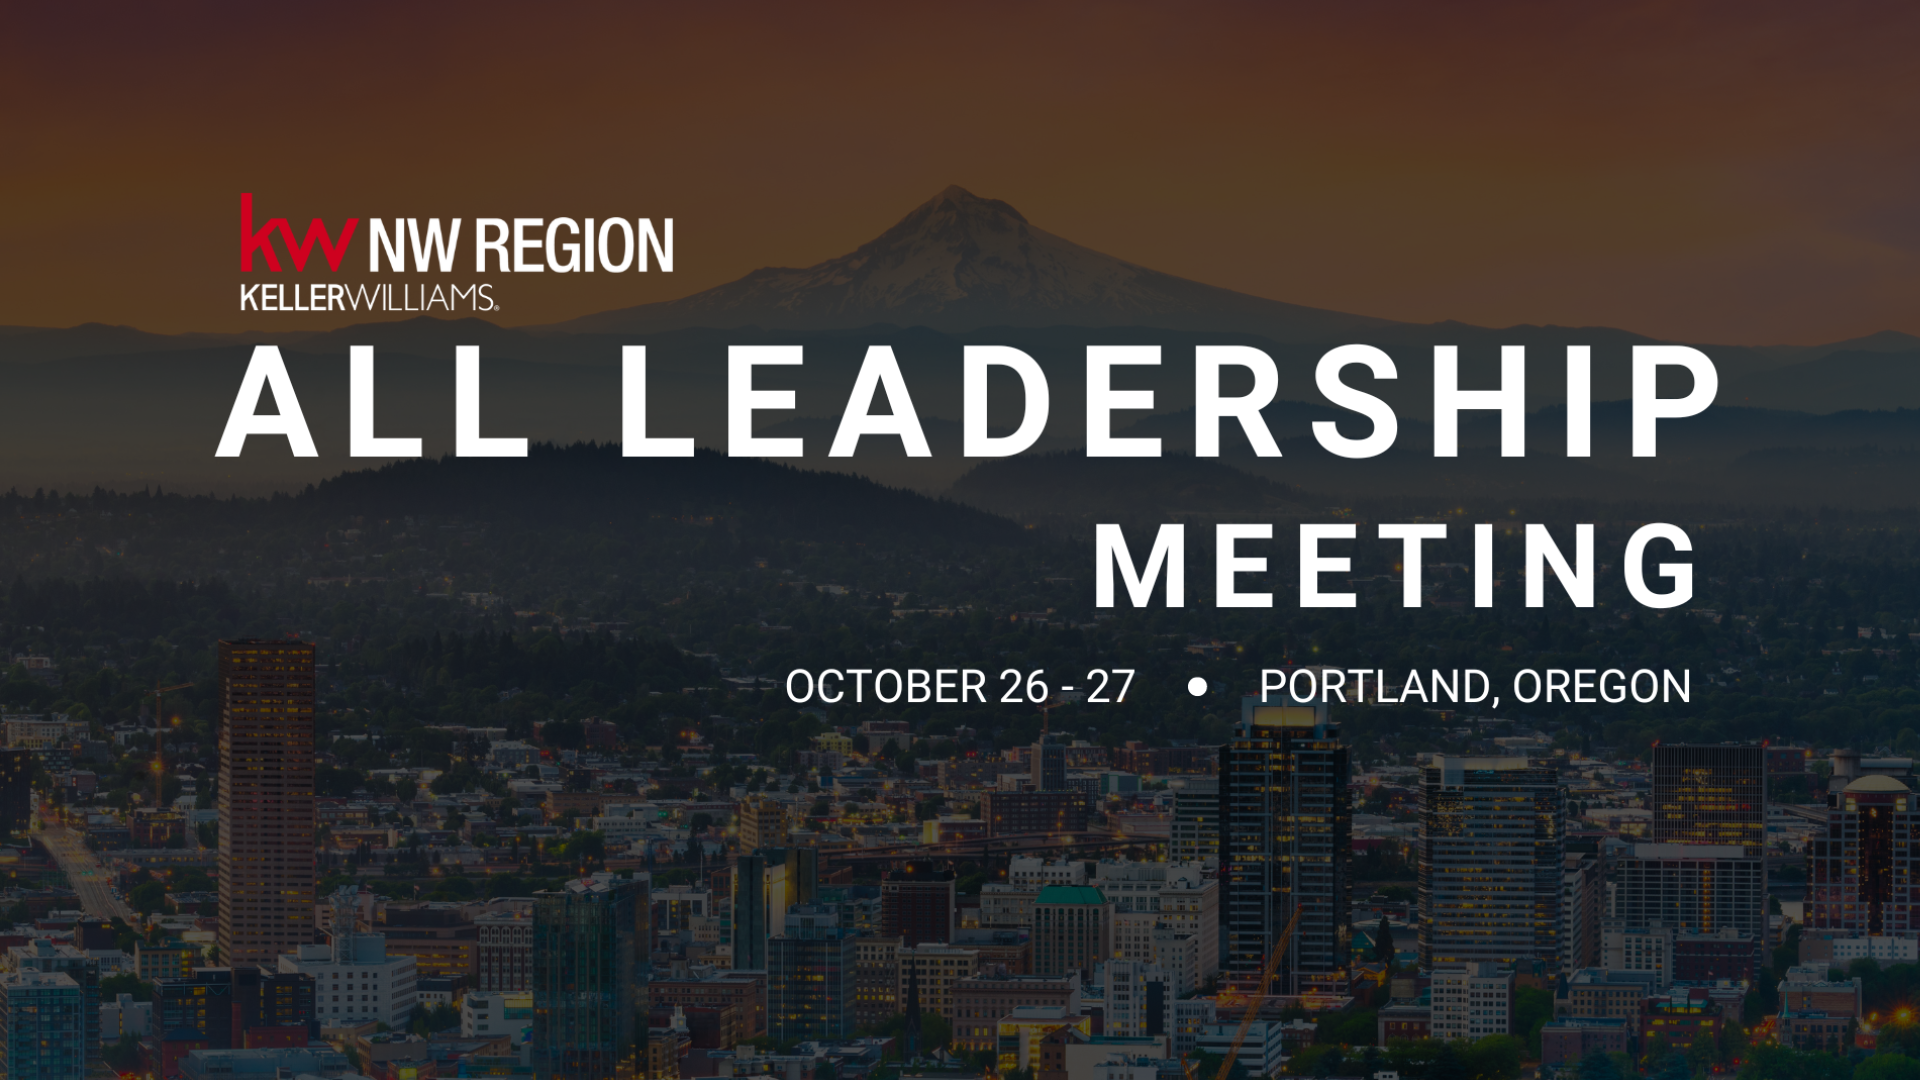 kw NW REGION
KELLERWILLIAMS®
ALL LEADERSHIP
MEETING
OCTOBER 26 - 27 • PORTLAND, OREGON